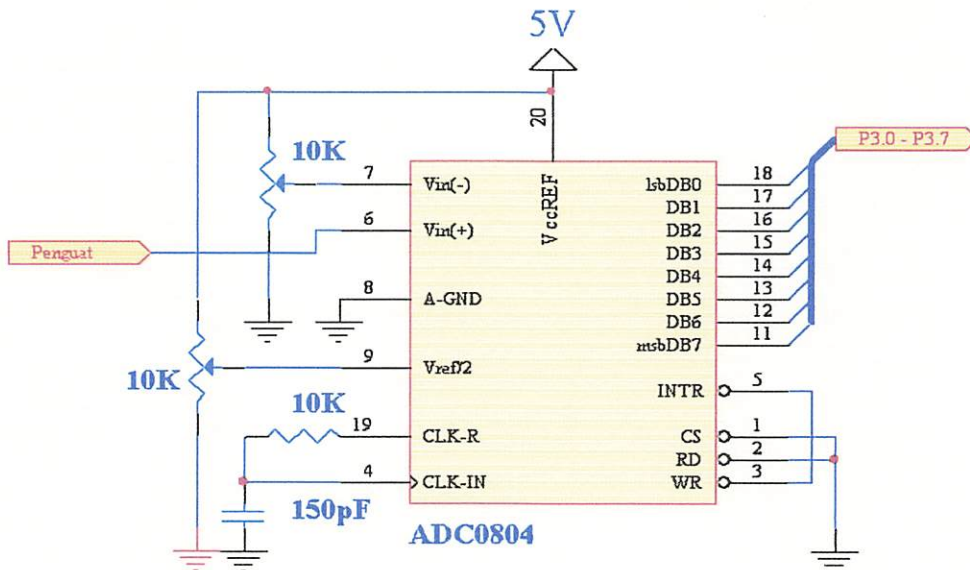 5V
20
10K
7
Vin(-)
6
Vin(+)
Penguat
8
A-GND
9
Vref/2
10K
10K
19
CLK-R
4
CLK-IN
150pF
VccREF
lsbDB0
18
DB1
17
DB2
16
DB3
15
DB4
14
DB5
13
DB6
12
msbDB7
11
INTR
5
CS
1
RD
2
WR
3
P3.0 - P3.7
ADC0804